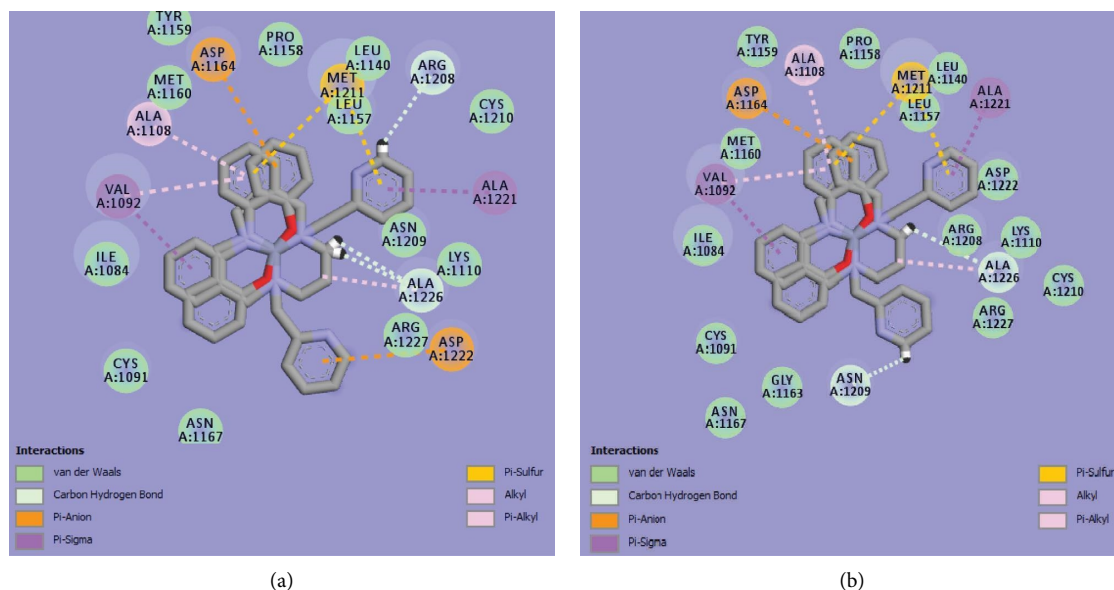 TYR
A:1159
PRO
A:1158
ASP
A:1164
LEU
A:1140
ARG
A:1208
MET
A:1160
MET
A:1211
LEU
A:1157
CYS
A:1210
ALA
A:1108
VAL
A:1092
ALA
A:1221
ASN
A:1209
ILE
A:1084
LYS
A:1110
ALA
A:1226
ARG
A:1227
ASP
A:1222
CYS
A:1091
ASN
A:1167
Interactions
van der Waals
Carbon Hydrogen Bond
Pi-Anion
Pi-Sigma
Pi-Sulfur
Alkyl
Pi-Alkyl
(a)
TYR
A:1159
ALA
A:1108
PRO
A:1158
MET
A:1211
LEU
A:1140
ASP
A:1164
LEU
A:1157
ALA
A:1221
MET
A:1160
VAL
A:1092
ASP
A:1222
ILE
A:1084
ARG
A:1208
LYS
A:1110
ALA
A:1226
CYS
A:1210
ARG
A:1227
CYS
A:1091
GLY
A:1163
ASN
A:1209
ASN
A:1167
Interactions
van der Waals
Carbon Hydrogen Bond
Pi-Anion
Pi-Sigma
Pi-Sulfur
Alkyl
Pi-Alkyl
(b)